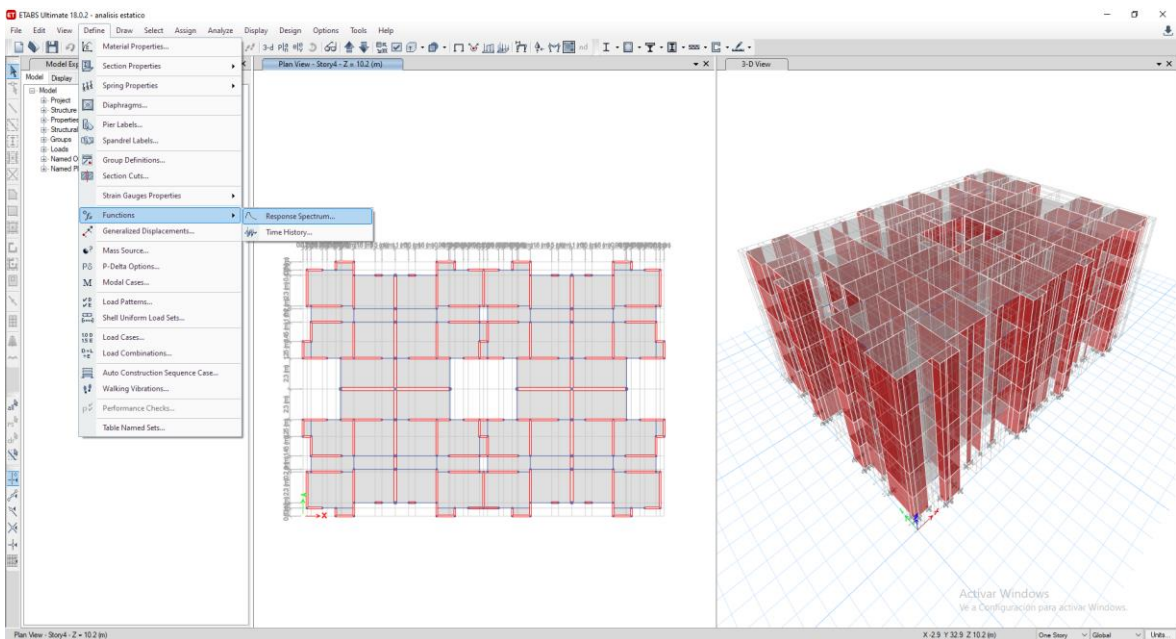 ETABS Ultimate 18.0.2 - analisis estatico
File Edit View Define Draw Select Assign Analyze Display Design Options Tools Help
Model Display
Model
Project
Structure
Properties
Structural
Groups
Loads
Named
Named
Material Properties...
Section Properties
Spring Properties
Diaphragms...
Pier Labels...
Spandrel Labels...
Group Definitions...
Section Cuts...
Strain Gauges Properties
Functions
Response Spectrum...
Time History...
Generalized Displacements...
Mass Source...
P-Delta Options...
Modal Cases...
Load Patterns...
Shell Uniform Load Sets...
Load Cases...
Load Combinations...
Auto Construction Sequence Case...
Walking Vibrations...
Performance Checks...
Table Named Sets...
Plan View - Story4 - Z = 10.2 (m)
X
3-D View
Activar Windows
Ve a Configuración para activar Windows.
Plan View - Story4 - Z = 10.2 (m)
X -2.9 Y 32.9 Z 10.2 (m) One Story Global Units...